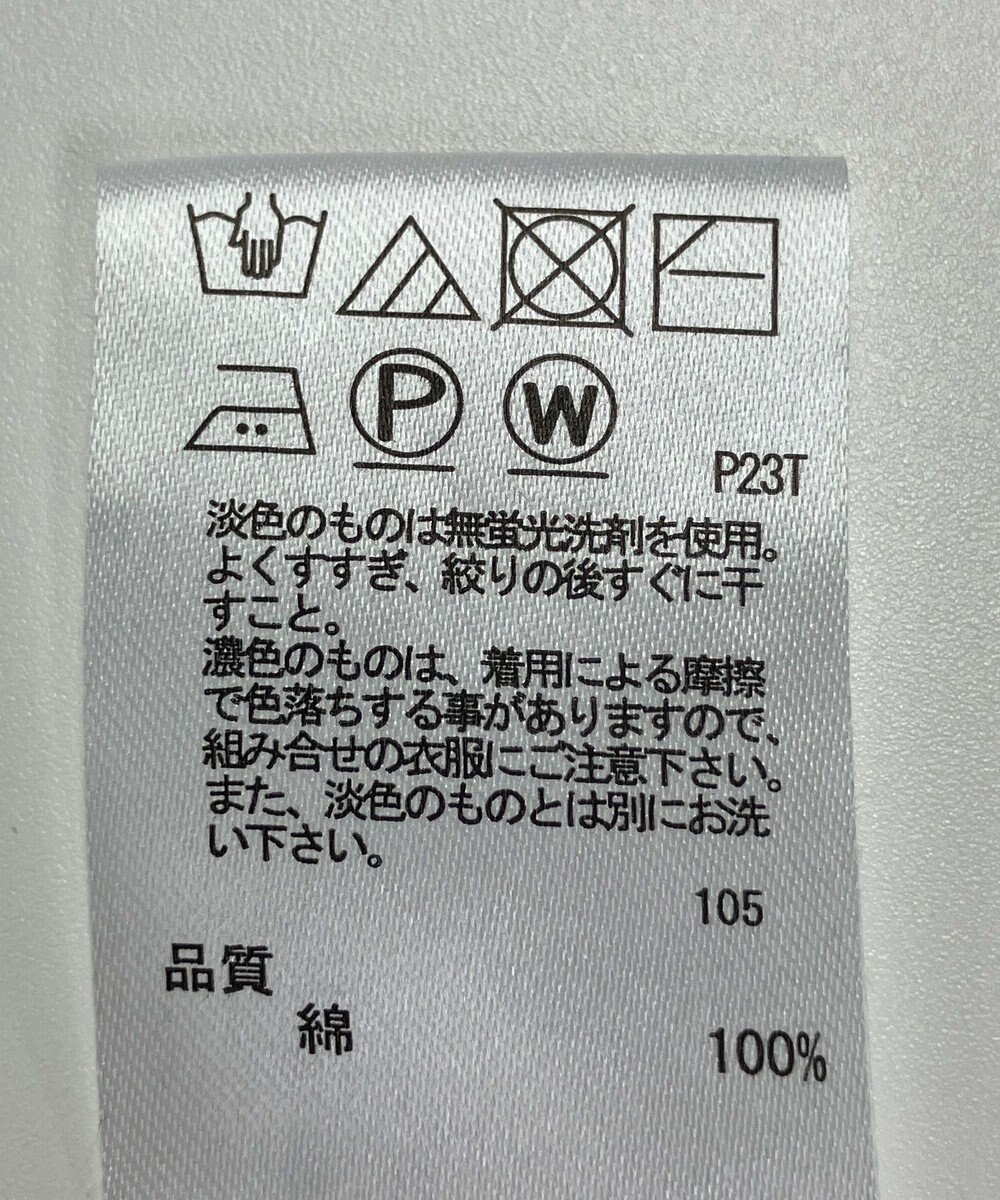 P
W
P23T
淡色のものは無蛍光洗剤を使用。
よくすすぎ、絞りの後すぐに干
すこと。
濃色のものは、着用による摩擦
で色落ちする事がありますので、
組み合せの衣服にご注意下さい。
また、淡色のものとは別にお洗
い下さい。
105
品質
綿 100%